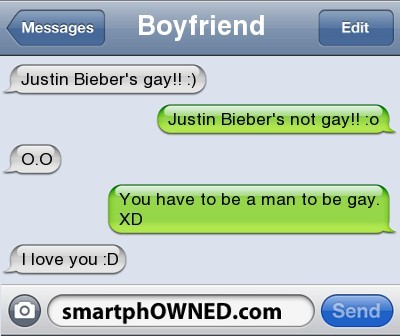 Messages
Boyfriend
Edit
Justin Bieber's gay!! :)
Justin Bieber's not gay!! :o
O.O
You have to be a man to be gay.
XD
I love you :D
smartphOWNED.com
Send